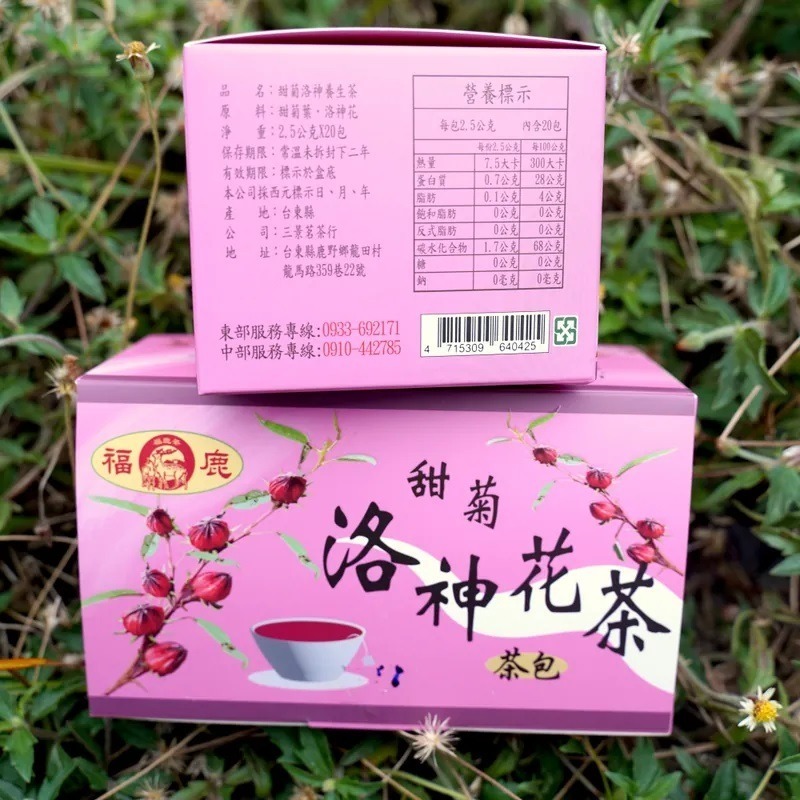 品 名：甜菊洛神養生茶
原 料：甜菊葉‧洛神花
淨 重：2.5公克X20包
保存期限：常溫未拆封下二年
有效期限：標示於盒底
本公司採西元標示日、月、年
產 地：台東縣
公 司：三景茗茶行
地 址：台東縣鹿野鄉龍田村
龍馬路359巷22號
營養標示
每包2.5公克 內含20包
每份2.5公克 每100公克
熱量 7.5大卡 300大卡
蛋白質 0.7公克 28公克
脂肪 0.1公克 4公克
飽和脂肪 0公克 0公克
反式脂肪 0公克 0公克
碳水化合物 1.7公克 68公克
糖 0公克 0公克
鈉 0毫克 0毫克
東部服務專線:0933-692171
中部服務專線:0910-442785
4 715309 640425
福鹿
甜菊
洛神花茶
茶包